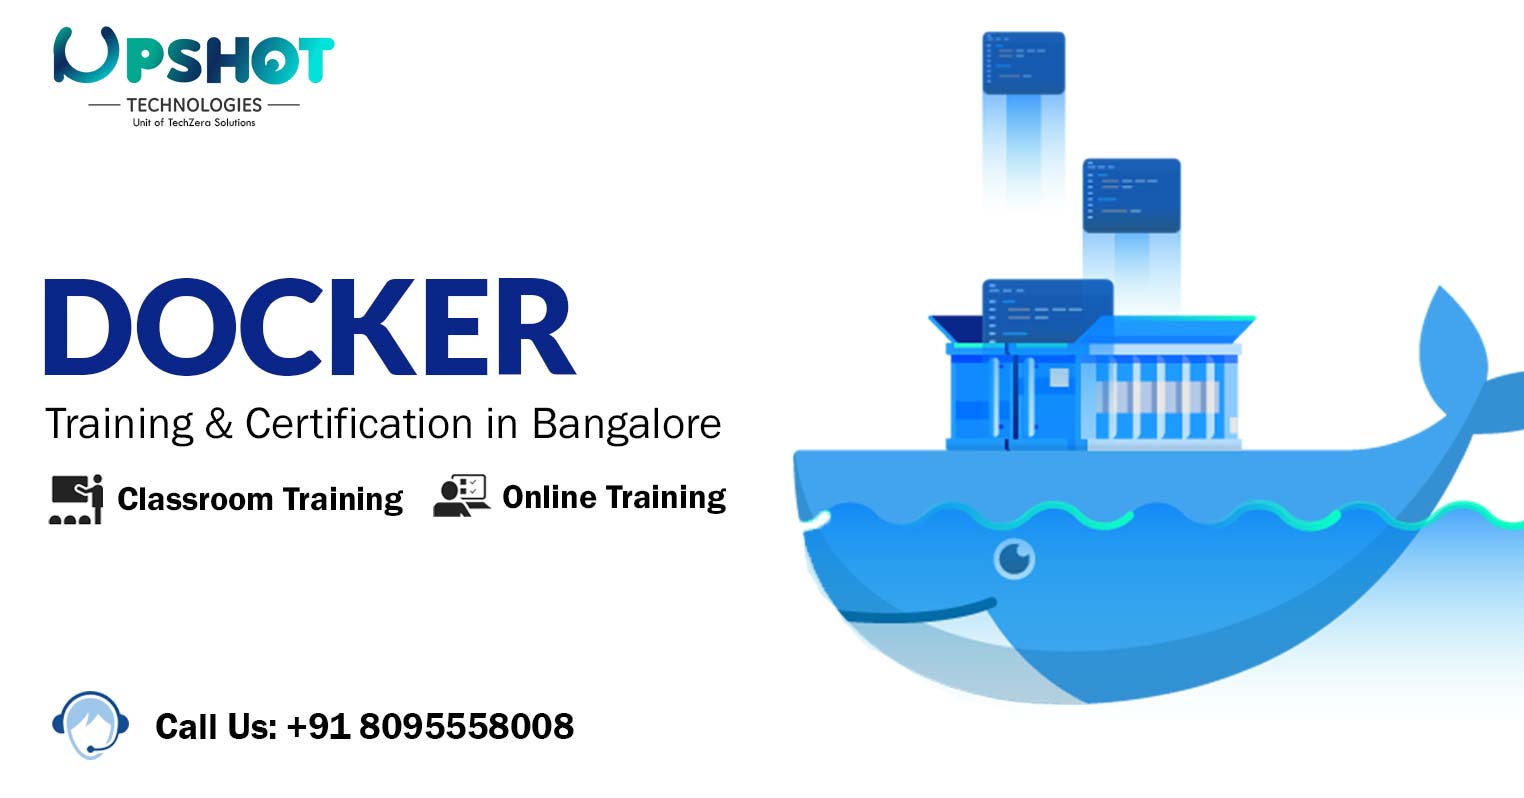 UPSHOT
TECHNOLOGIES
Unit of TechZera Solutions
DOCKER
Training & Certification in Bangalore
Classroom Training
Online Training
Call Us: +91 8095558008